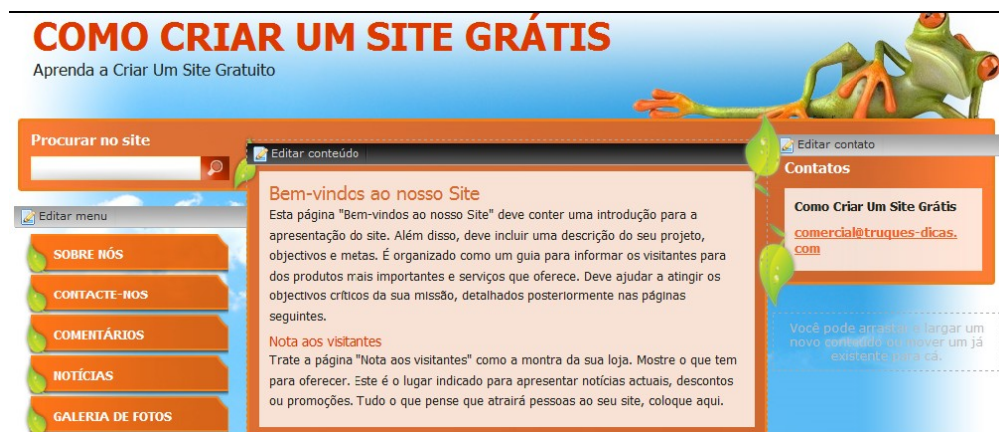 COMO CRIAR UM SITE GRÁTIS
Aprenda a Criar Um Site Gratuito
Procurar no site
Editar menu
SOBRE NÓS
CONTACTE-NOS
COMENTÁRIOS
NOTÍCIAS
GALERIA DE FOTOS
Editar conteúdo
Bem-vindos ao nosso Site
Esta página "Bem-vindos ao nosso Site" deve conter uma introdução para a
apresentação do site. Além disso, deve incluir uma descrição do seu projeto,
objectivos e metas. É organizado como um guia para informar os visitantes para
dos produtos mais importantes e serviços que oferece. Deve ajudar a atingir os
objectivos críticos da sua missão, detalhados posteriormente nas páginas
seguintes.
Nota aos visitantes
Trate a página "Nota aos visitantes" como a montra da sua loja. Mostre o que tem
para oferecer. Este é o lugar indicado para apresentar notícias actuais, descontos
ou promoções. Tudo o que pense que atrairá pessoas ao seu site, coloque aqui.
Editar contato
Contatos
Como Criar Um Site Grátis
comercial@truques-dicas.
com
Você pode arrastar e largar um
novo conteúdo ou mover um já
existente para cá.